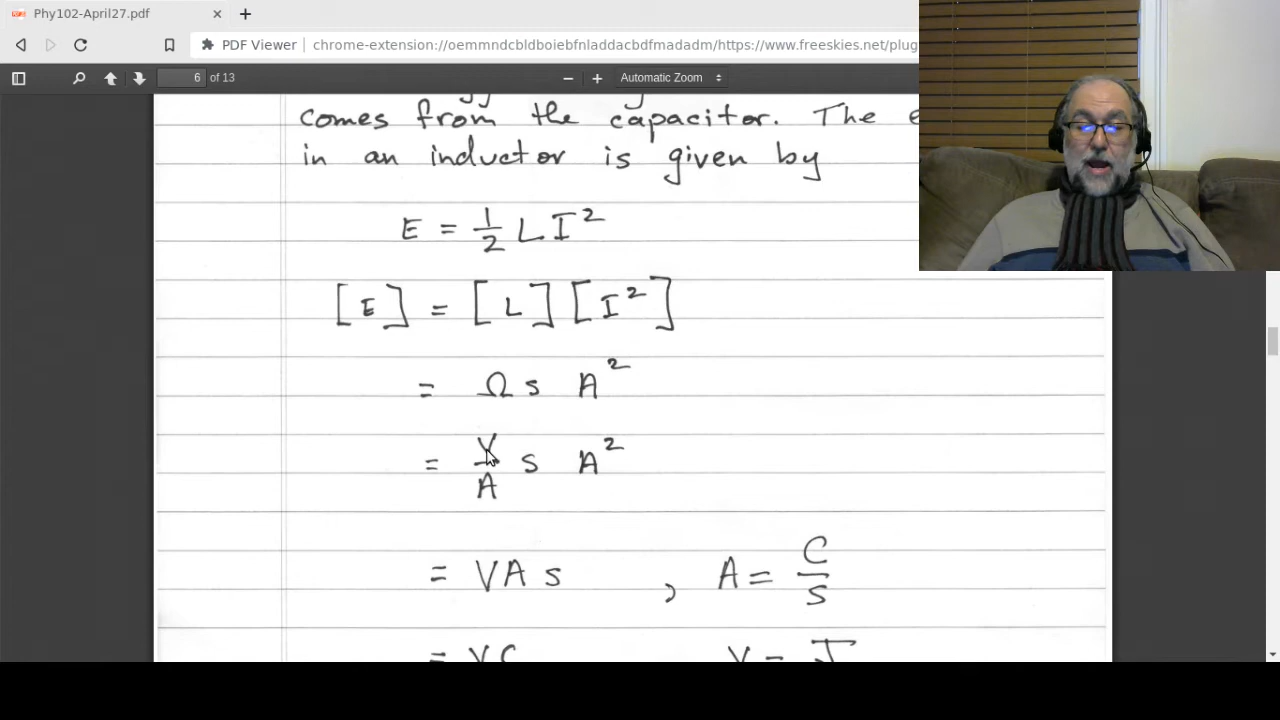 Phy102-April27.pdf
PDF Viewer chrome-extension://oemmndcbldboiebfnladdacbdfmadadm/https://www.freeskies.net/plug
6 of 13 Automatic Zoom
comes from the capacitor. The
in an inductor is given by
E = 1/2 L I²
[E] = [L] [I²]
= Ω s A²
= V/A s A²
= V A s , A = C/s
= V C V = J